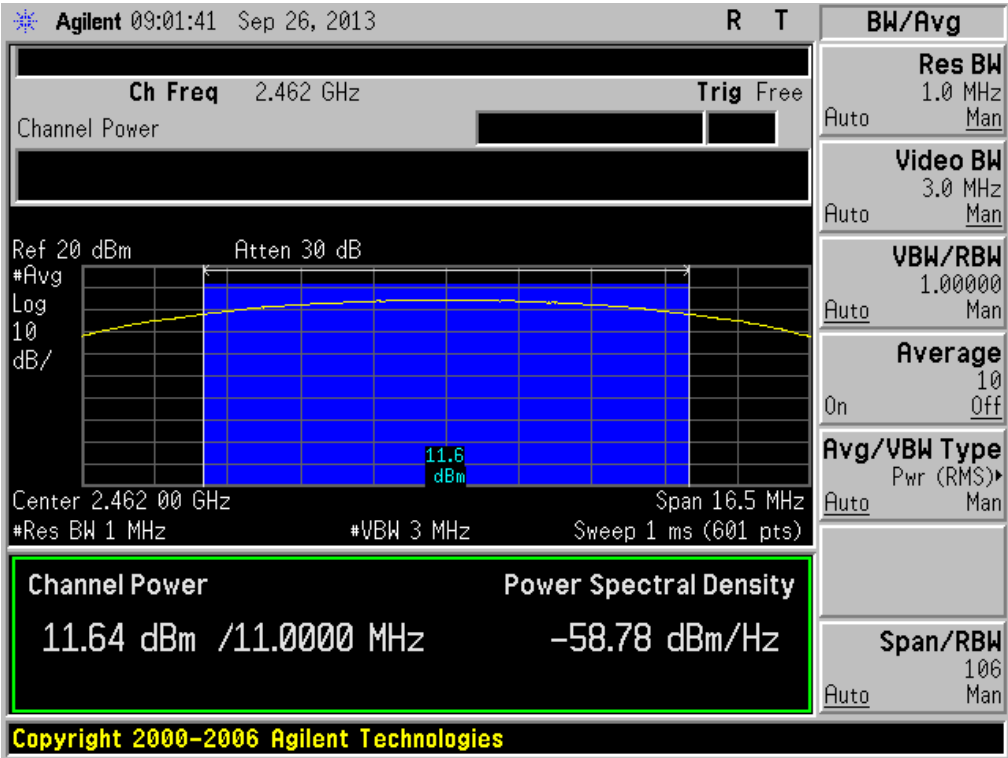 Agilent 09:01:41 Sep 26, 2013 R T
Ch Freq 2.462 GHz Trig Free
Channel Power
Ref 20 dBm Atten 30 dB
#Avg
Log
10
dB/
11.6
dBm
Center 2.462 00 GHz Span 16.5 MHz
#Res BW 1 MHz #VBW 3 MHz Sweep 1 ms (601 pts)
Channel Power Power Spectral Density
11.64 dBm /11.0000 MHz -58.78 dBm/Hz
Copyright 2000-2006 Agilent Technologies
BW/Avg
Res BW
1.0 MHz
Auto Man
Video BW
3.0 MHz
Auto Man
VBW/RBW
1.00000
Auto Man
Average
10
On Off
Avg/VBW Type
Pwr (RMS)▸
Auto Man
Span/RBW
106
Auto Man